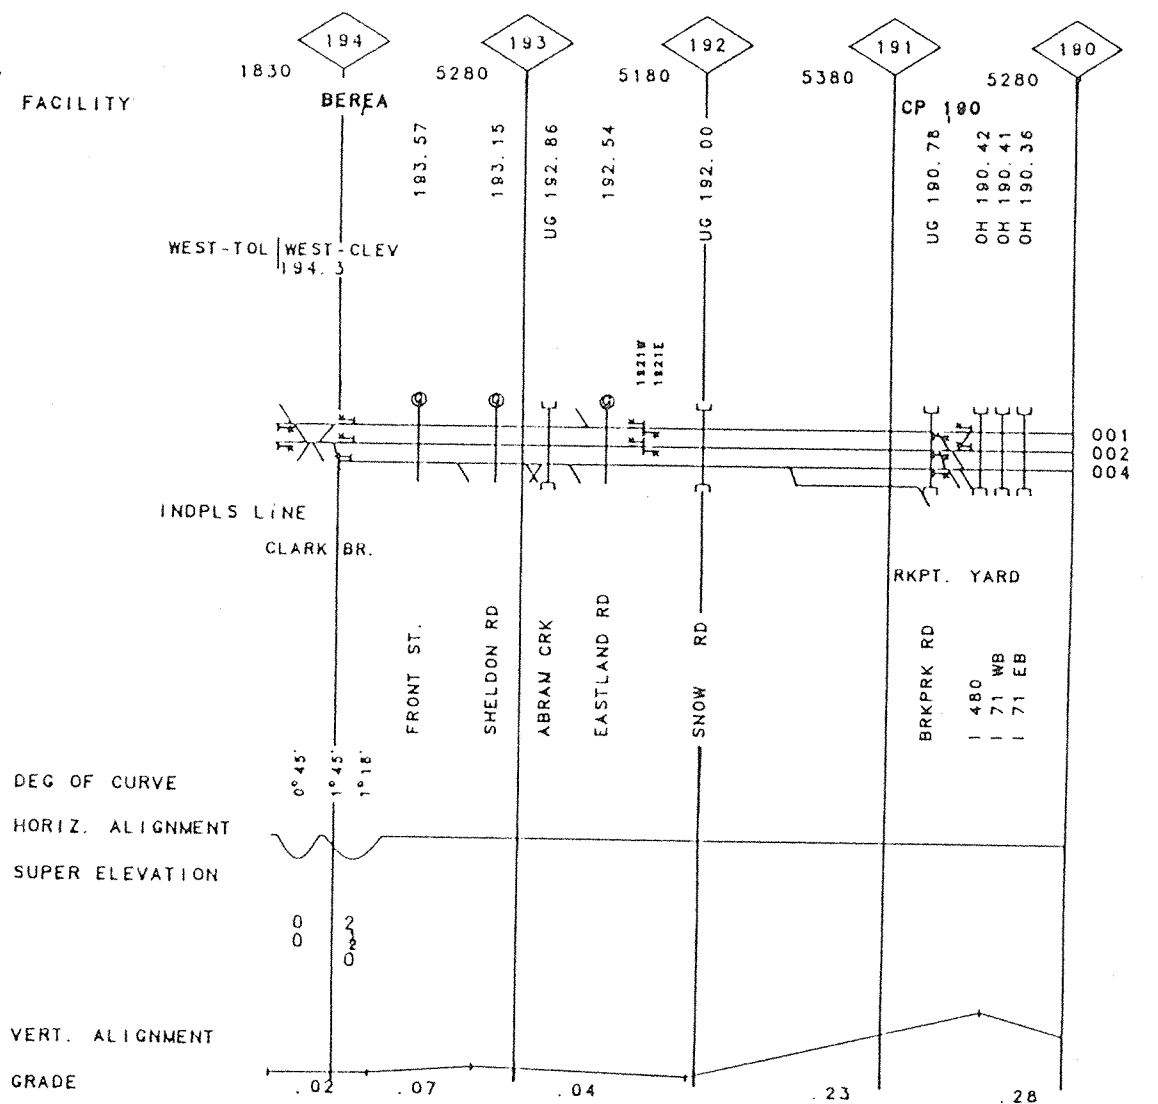 194 193 192 191 190
1830 5280 5180 5380 5280
FACILITY BEREA CP 190
193.57
193.15
UG 192.86
192.54
UG 192.00
UG 190.78
OH 190.42
OH 190.41
OH 190.36
WEST-TOL WEST-CLEV
194.3
1921W
1921E
001
002
004
INDPLS LINE
CLARK BR.
RKPT. YARD
FRONT ST.
SHELDON RD
ABRAM CRK
EASTLAND RD
SNOW RD
BRKPRK RD
I 480
I 71 WB
I 71 EB
DEG OF CURVE 0°45' 1°45' 1°18'
HORIZ. ALIGNMENT
SUPER ELEVATION
0 2
0 1/2
0
VERT. ALIGNMENT
GRADE .02 .07 .04 .23 .28